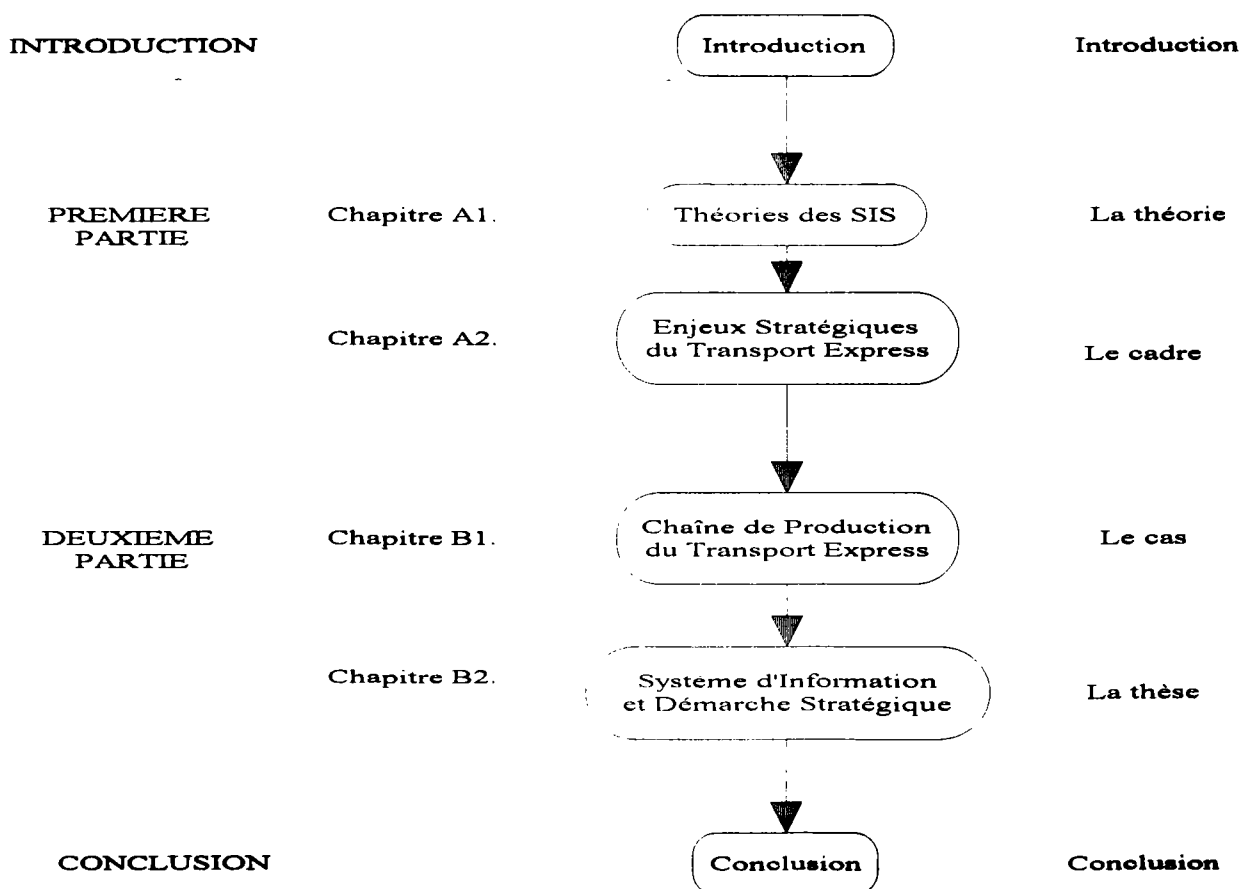 INTRODUCTION
Introduction
Introduction
PREMIERE
PARTIE
Chapitre A1.
Théories des SIS
La théorie
Chapitre A2.
Enjeux Stratégiques
du Transport Express
Le cadre
DEUXIEME
PARTIE
Chapitre B1.
Chaîne de Production
du Transport Express
Le cas
Chapitre B2.
Système d'Information
et Démarche Stratégique
La thèse
CONCLUSION
Conclusion
Conclusion